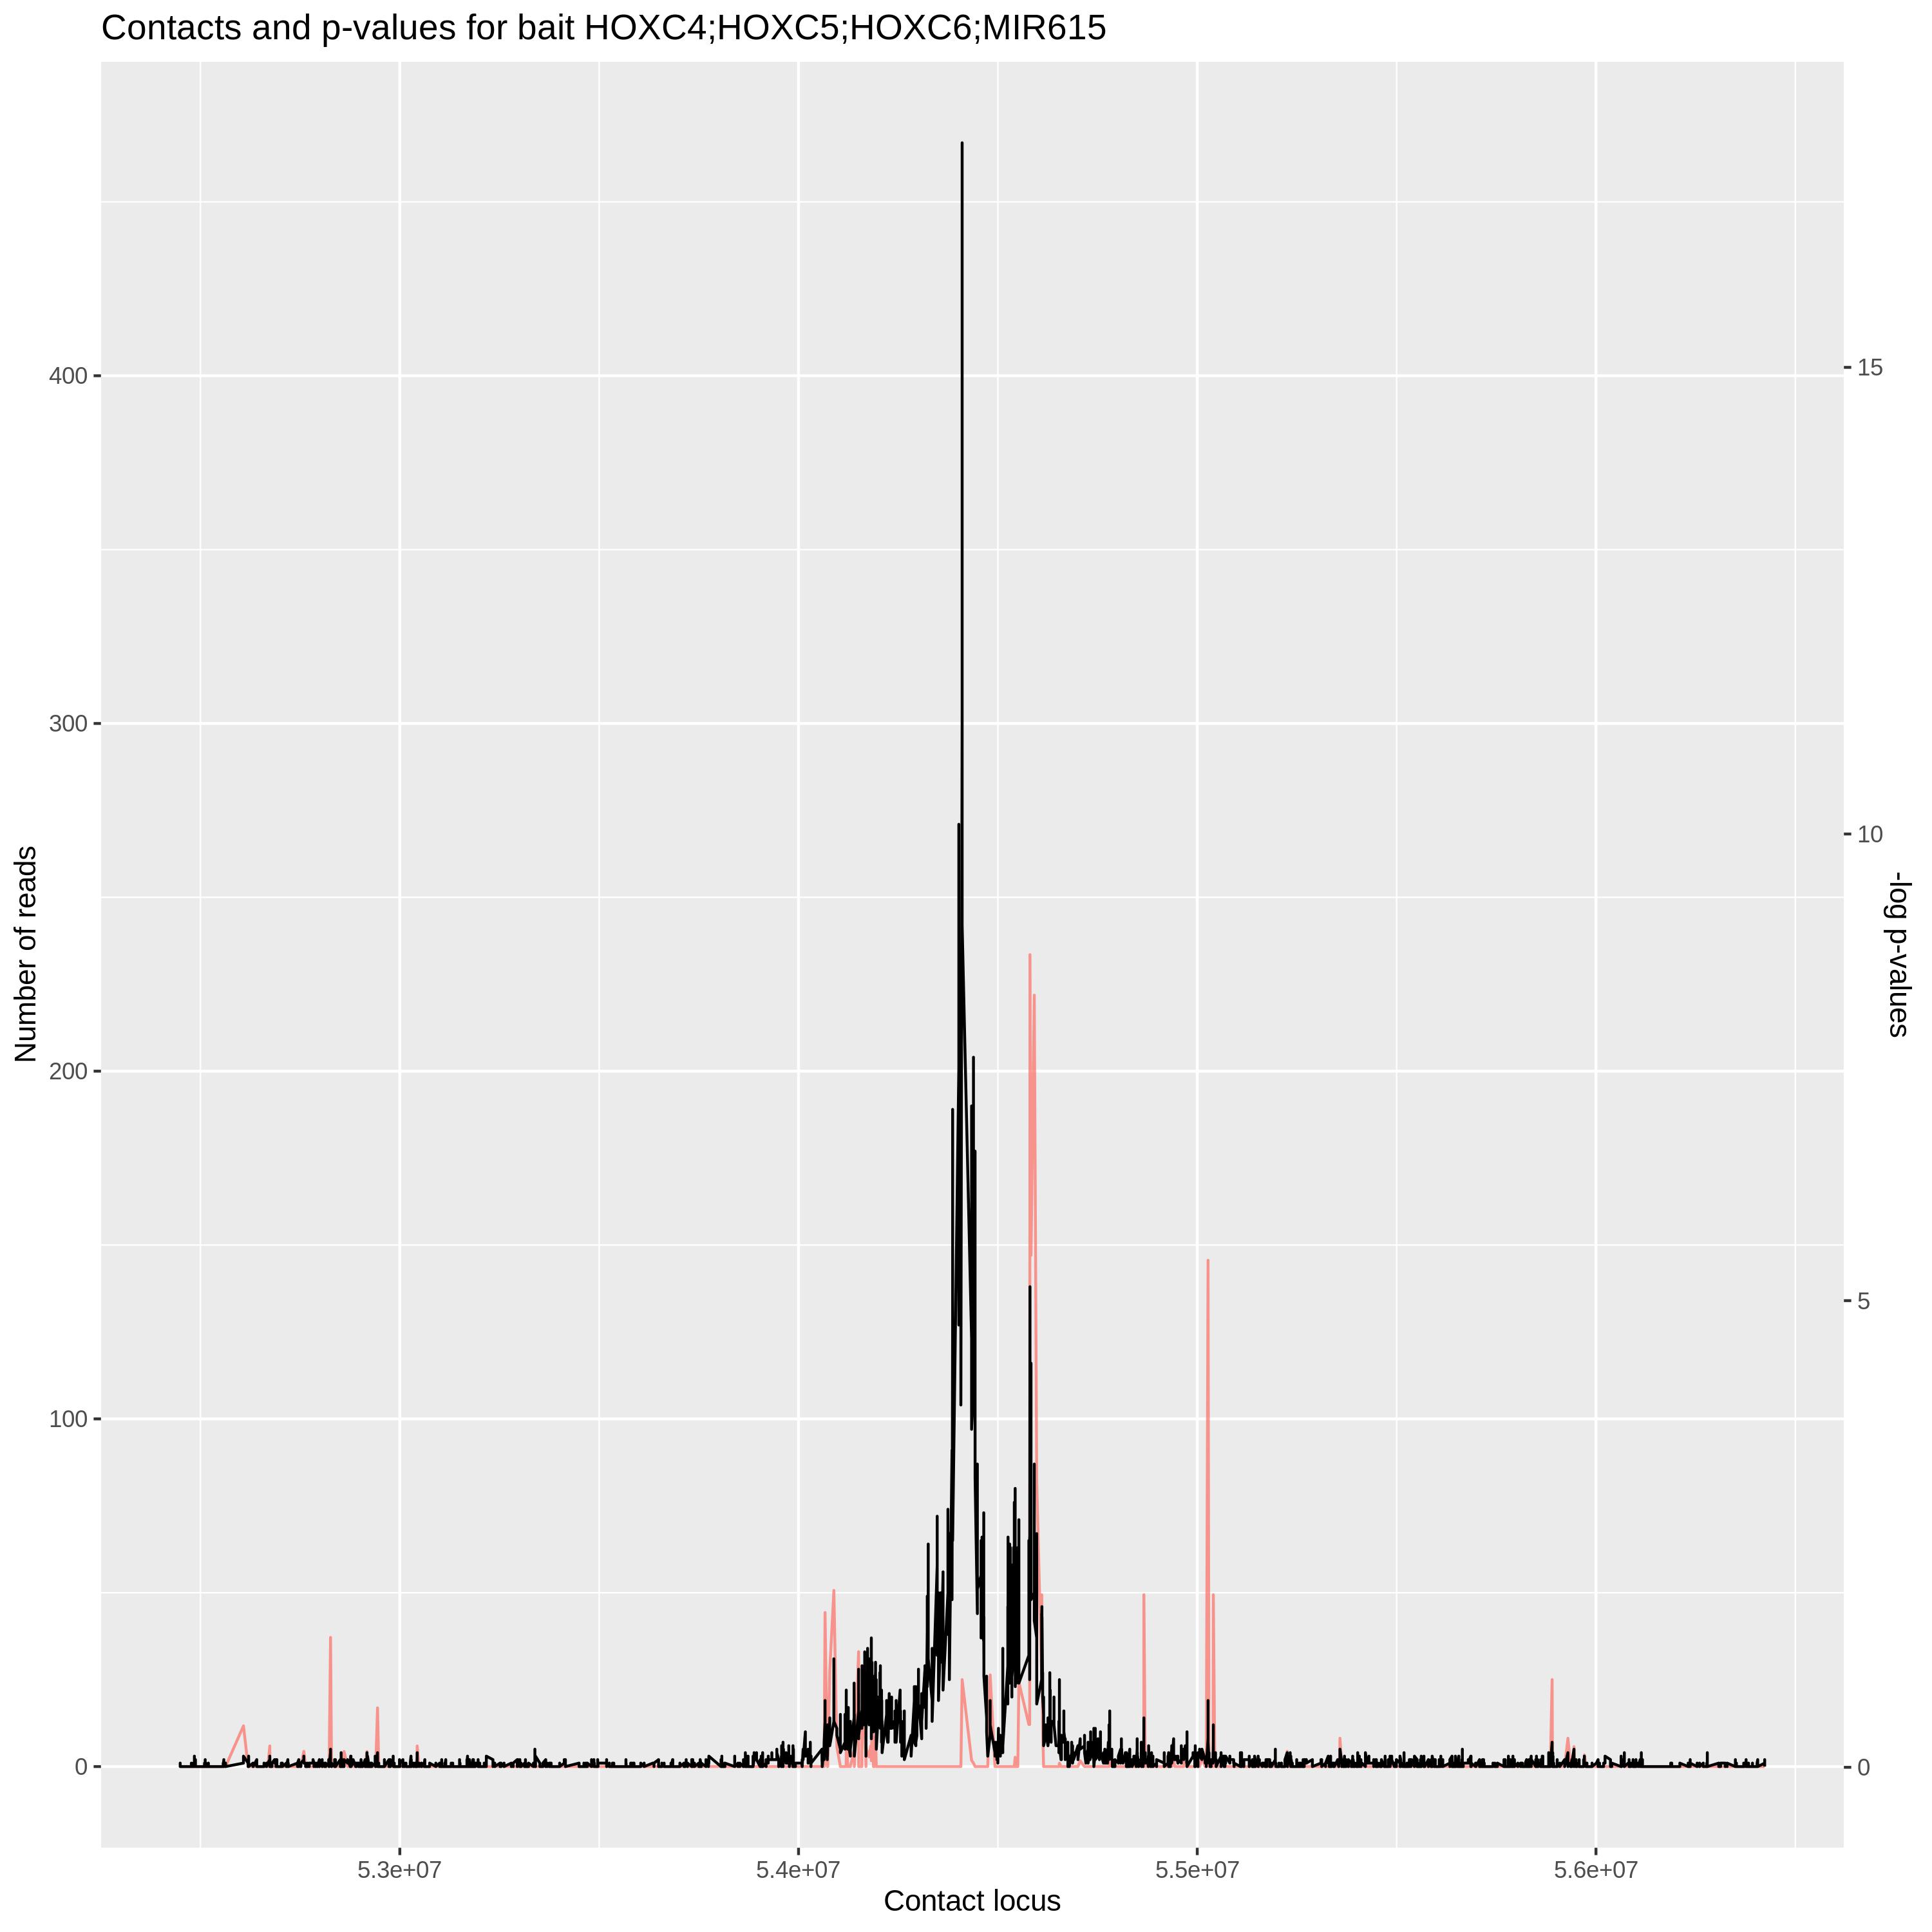 Contacts and p-values for bait HOXC4;HOXC5;HOXC6;MIR615
400
300
200
100
0
Number of reads
15
10
5
0
-log p-values
5.3e+07 5.4e+07 5.5e+07 5.6e+07
Contact locus